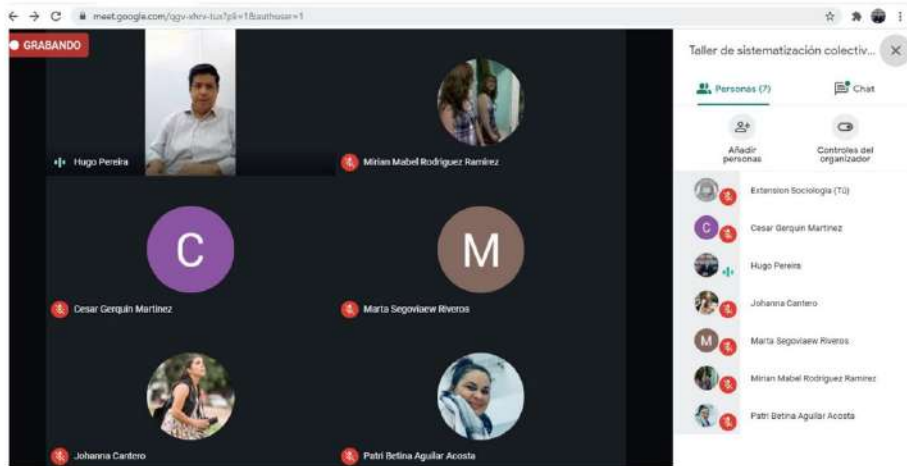 meet.google.com/qgv-xhrv-tux?pli=1&authuser=1
GRABANDO
Hugo Pereira
Mirian Mabel Rodriguez Ramirez
C
Cesar Gerquin Martinez
M
Marta Segoviaew Riveros
Johanna Cantero
Patri Betina Aguilar Acosta
Taller de sistematización colectiv...
Personas (7)
Chat
Añadir
personas
Controles del
organizador
Extension Sociologia (Tú)
C
Cesar Gerquin Martinez
Hugo Pereira
Johanna Cantero
M
Marta Segoviaew Riveros
Mirian Mabel Rodriguez Ramirez
Patri Betina Aguilar Acosta